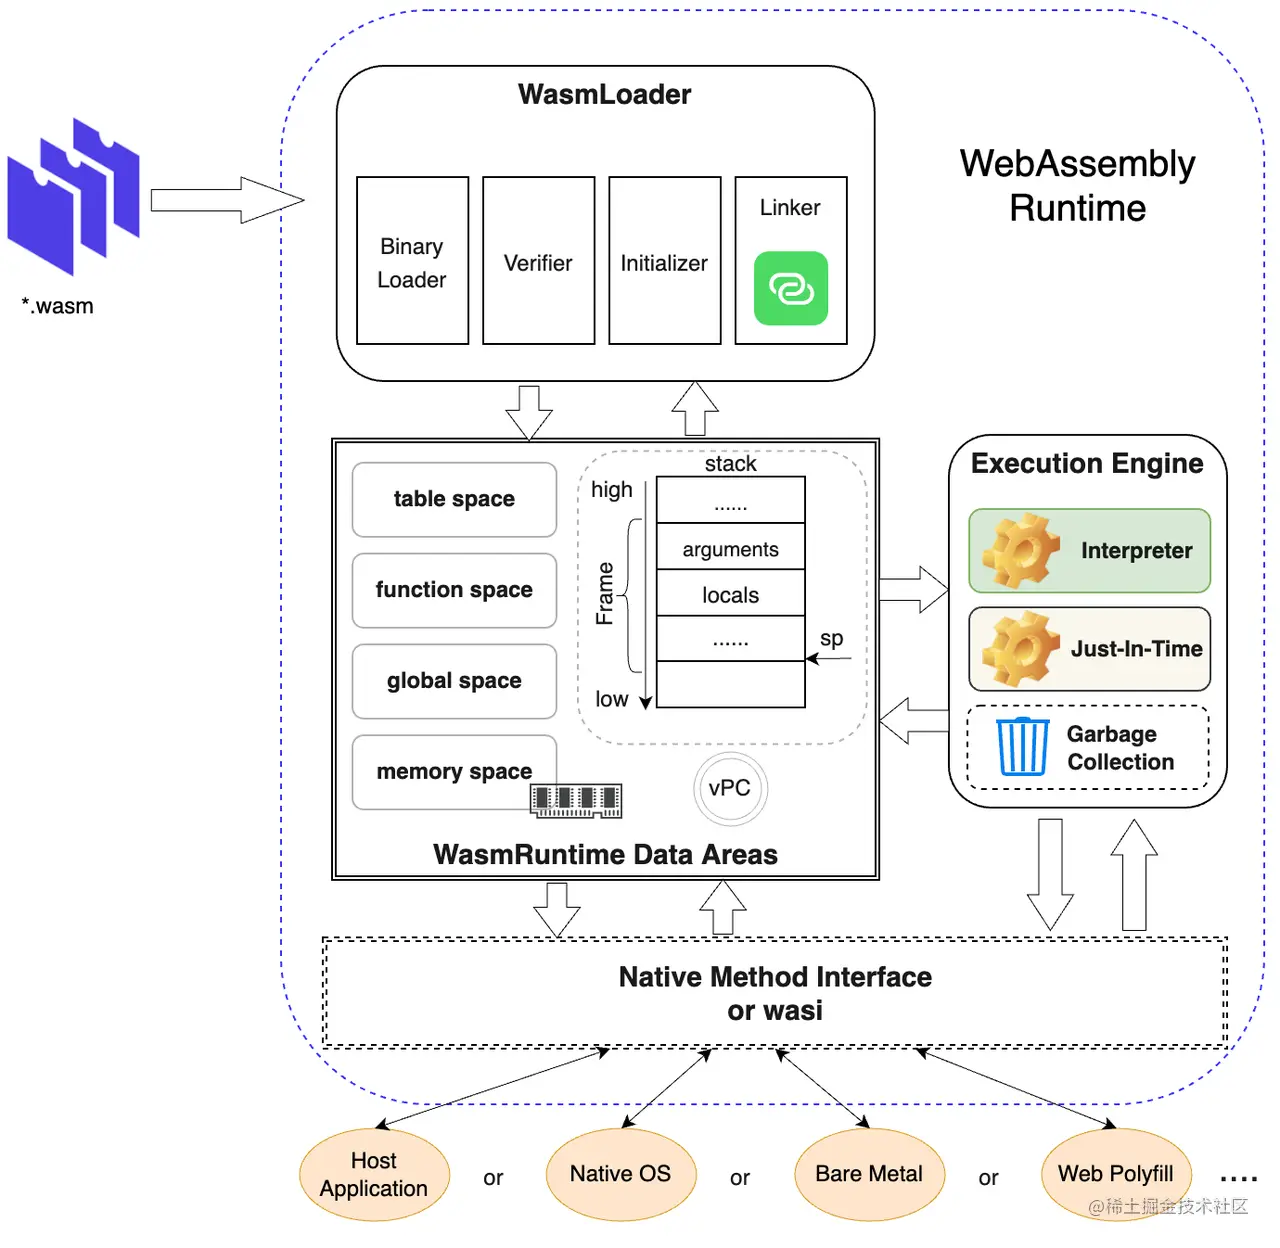 WasmLoader
WebAssembly
Runtime
Binary
Loader
Verifier
Initializer
Linker
*.wasm
table space
function space
global space
memory space
stack
high
......
arguments
locals
......
Frame
sp
low
vPC
WasmRuntime Data Areas
Execution Engine
Interpreter
Just-In-Time
Garbage
Collection
Native Method Interface
or wasi
Host
Application
or
Native OS
or
Bare Metal
or
Web Polyfill
....
@稀土掘金技术社区